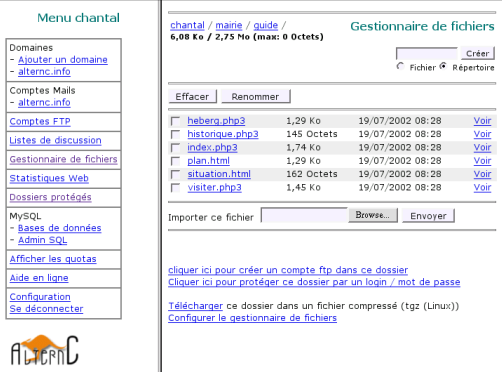 Menu chantal
Domaines
- Ajouter un domaine
- alternc.info
Comptes Mails
- alternc.info
Comptes FTP
Listes de discussion
Gestionnaire de fichiers
Statistiques Web
Dossiers protégés
MySQL
- Bases de données
- Admin SQL
Afficher les quotas
Aide en ligne
Configuration
Se déconnecter
AlternC
chantal / mairie / guide /
6,08 Ko / 2,75 Mo (max: 0 Octets)
Gestionnaire de fichiers
Créer
Fichier Répertoire
Effacer Renommer
heberg.php3 1,29 Ko 19/07/2002 08:28 Voir
historique.php3 145 Octets 19/07/2002 08:28 Voir
index.php3 1,74 Ko 19/07/2002 08:28 Voir
plan.html 1,29 Ko 19/07/2002 08:28 Voir
situation.html 162 Octets 19/07/2002 08:28 Voir
visiter.php3 1,45 Ko 19/07/2002 08:28 Voir
Importer ce fichier Browse... Envoyer
cliquer ici pour créer un compte ftp dans ce dossier
Cliquer ici pour protéger ce dossier par un login / mot de passe
Télécharger ce dossier dans un fichier compressé (tgz (Linux))
Configurer le gestionnaire de fichiers